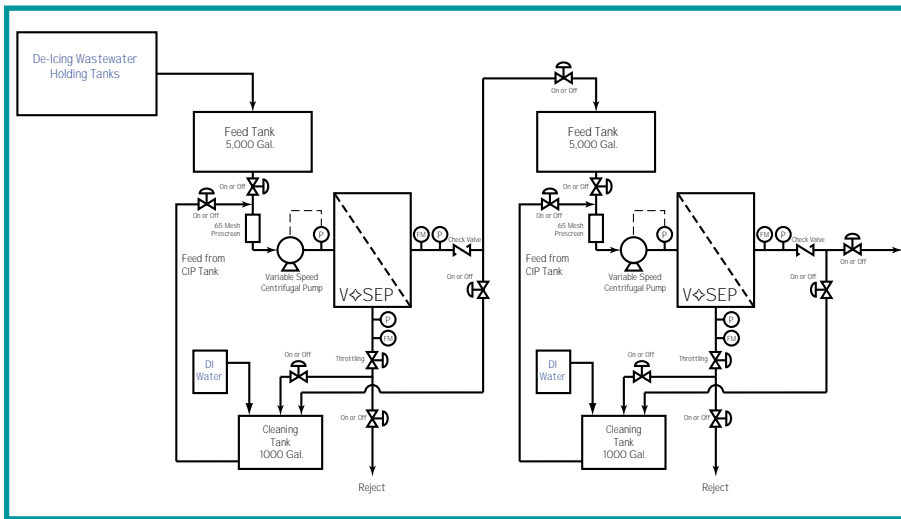 De-Icing Wastewater
Holding Tanks
On or Off
Feed Tank
5,000 Gal.
On or Off
On or Off
65 Mesh
Prescreen
Feed from
CIP Tank
P
Variable Speed
Centrifugal Pump
V SEP
FM
P
Check Valve
On or Off
P
FM
Throttling
On or Off
DI
Water
Cleaning
Tank
1000 Gal.
On or Off
Reject
Feed Tank
5,000 Gal.
On or Off
On or Off
65 Mesh
Prescreen
Feed from
CIP Tank
P
Variable Speed
Centrifugal Pump
V SEP
FM
P
Check Valve
On or Off
On or Off
P
FM
Throttling
On or Off
DI
Water
Cleaning
Tank
1000 Gal.
On or Off
Reject